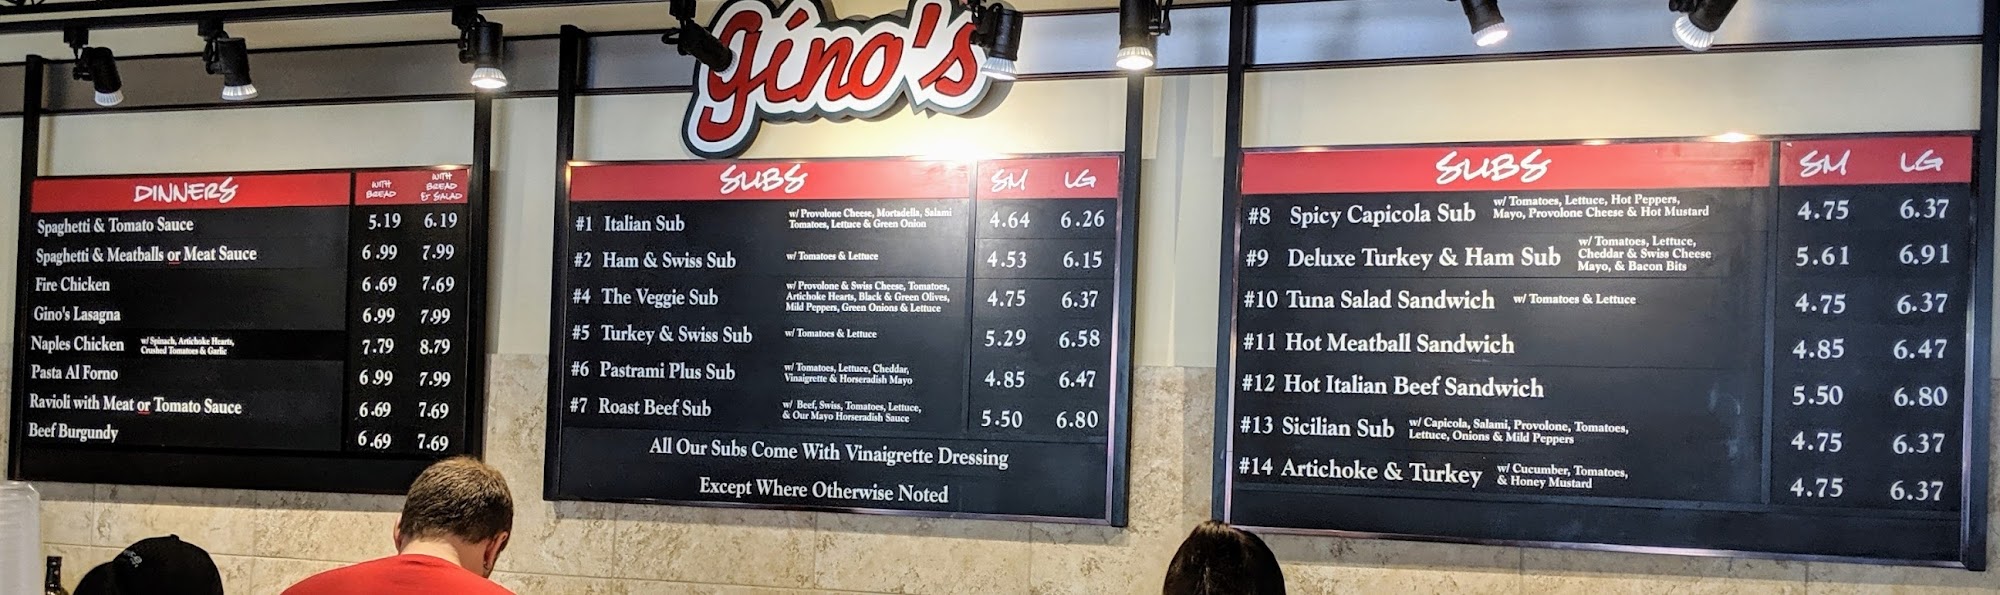 Gino's
DINNERS WITH BREAD WITH BREAD & SALAD
Spaghetti & Tomato Sauce 5.19 6.19
Spaghetti & Meatballs or Meat Sauce 6.99 7.99
Fire Chicken 6.69 7.69
Gino's Lasagna 6.99 7.99
Naples Chicken w/ Spinach, Artichoke Hearts, 7.79 8.79
Crushed Tomatoes & Garlic
Pasta Al Forno 6.99 7.99
Ravioli with Meat or Tomato Sauce 6.69 7.69
Beef Burgundy 6.69 7.69
SUBS SM LG
#1 Italian Sub w/ Provolone Cheese, Mortadella, Salami 4.64 6.26
Tomatoes, Lettuce & Green Onion
#2 Ham & Swiss Sub w/ Tomatoes & Lettuce 4.53 6.15
#4 The Veggie Sub w/ Provolone & Swiss Cheese, Tomatoes, 4.75 6.37
Artichoke Hearts, Black & Green Olives,
Mild Peppers, Green Onions & Lettuce
#5 Turkey & Swiss Sub w/ Tomatoes & Lettuce 5.29 6.58
#6 Pastrami Plus Sub w/ Tomatoes, Lettuce, Cheddar, 4.85 6.47
Vinaigrette & Horseradish Mayo
#7 Roast Beef Sub w/ Beef, Swiss, Tomatoes, Lettuce, 5.50 6.80
& Our Mayo Horseradish Sauce
All Our Subs Come With Vinaigrette Dressing
Except Where Otherwise Noted
SUBS SM LG
#8 Spicy Capicola Sub w/ Tomatoes, Lettuce, Hot Peppers, 4.75 6.37
Mayo, Provolone Cheese & Hot Mustard
#9 Deluxe Turkey & Ham Sub w/ Tomatoes, Lettuce, 5.61 6.91
Cheddar & Swiss Cheese
Mayo, & Bacon Bits
#10 Tuna Salad Sandwich w/ Tomatoes & Lettuce 4.75 6.37
#11 Hot Meatball Sandwich 4.85 6.47
#12 Hot Italian Beef Sandwich 5.50 6.80
#13 Sicilian Sub w/ Capicola, Salami, Provolone, Tomatoes, 4.75 6.37
Lettuce, Onions & Mild Peppers
#14 Artichoke & Turkey w/ Cucumber, Tomatoes, 4.75 6.37
& Honey Mustard